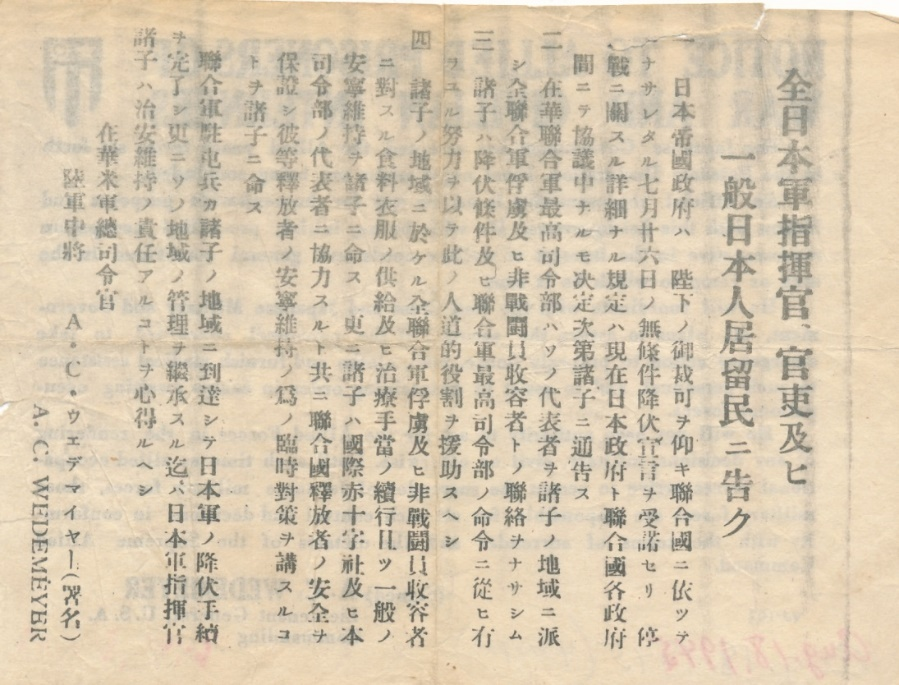 全日本軍指揮官、官吏及ヒ
一般日本人居留民ニ告ク
一 日本帝國政府ハ 陛下ノ御裁可ヲ仰キ聯合國ニ依ツテ
ナサレタル七月廿六日ノ無條件降伏宣言ヲ受諾セリ 停
戰ニ關スル詳細ナル規定ハ現在日本政府ト聯合國各政府
間ニテ協議中ナルモ決定次第諸子ニ通告ス
二 在華聯合軍最高司令部ハソノ代表者ヲ諸子ノ地域ニ派
シ全聯合軍俘虜及ヒ非戰鬪員收容者トノ聯絡ヲナサシム
三 諸子ハ降伏條件及ヒ聯合軍最高司令部ノ命令ニ從ヒ有
ラユル努力ヲ以テ此ノ人道的役割ヲ援助スヘシ
四 諸子ノ地域ニ於ケル全聯合軍俘虜及ヒ非戰鬪員收容者
ニ對スル食料衣服ノ供給及ヒ治療手當ノ續行且ツ一般ノ
安寧維持ヲ諸子ニ命ス 更ニ諸子ハ國際赤十字社及ヒ本
司令部ノ代表者ニ協力スルト共ニ聯合國釋放者ノ安全ヲ
保證シ彼等釋放者ノ安寧維持ノ爲ノ臨時對策ヲ講スルコ
トヲ諸子ニ命ス
聯合軍駐屯兵カ諸子ノ地域ニ到達シテ日本軍ノ降伏手續
ヲ完了シ更ニソノ地域ノ管理ヲ繼承スル迄ハ日本軍指揮官
諸子ハ治安維持ノ責任アルコトヲ心得ルヘシ
在華米軍總司令官
陸軍中將 A・C・ウェデマヤー(署名)
A. C. WEDEMEYER